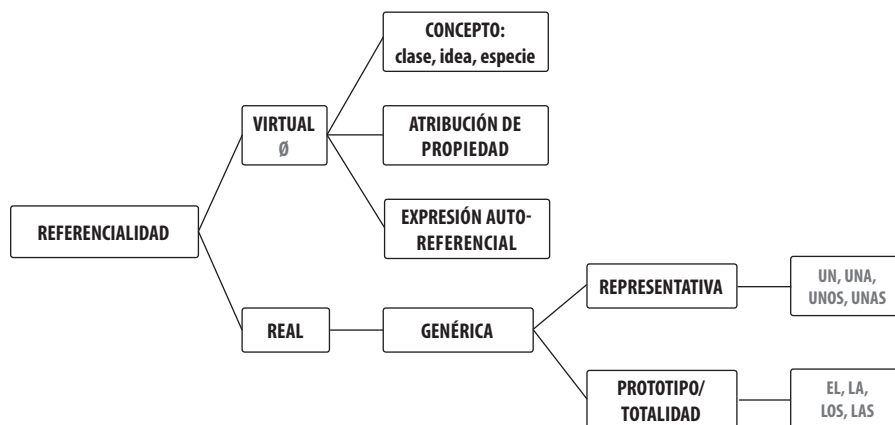 CONCEPTO:
clase, idea, especie
VIRTUAL
Ø
ATRIBUCIÓN DE
PROPIEDAD
EXPRESIÓN AUTO-
REFERENCIAL
REFERENCIALIDAD
REAL
GENÉRICA
REPRESENTATIVA
UN, UNA,
UNOS, UNAS
PROTOTIPO/
TOTALIDAD
EL, LA,
LOS, LAS